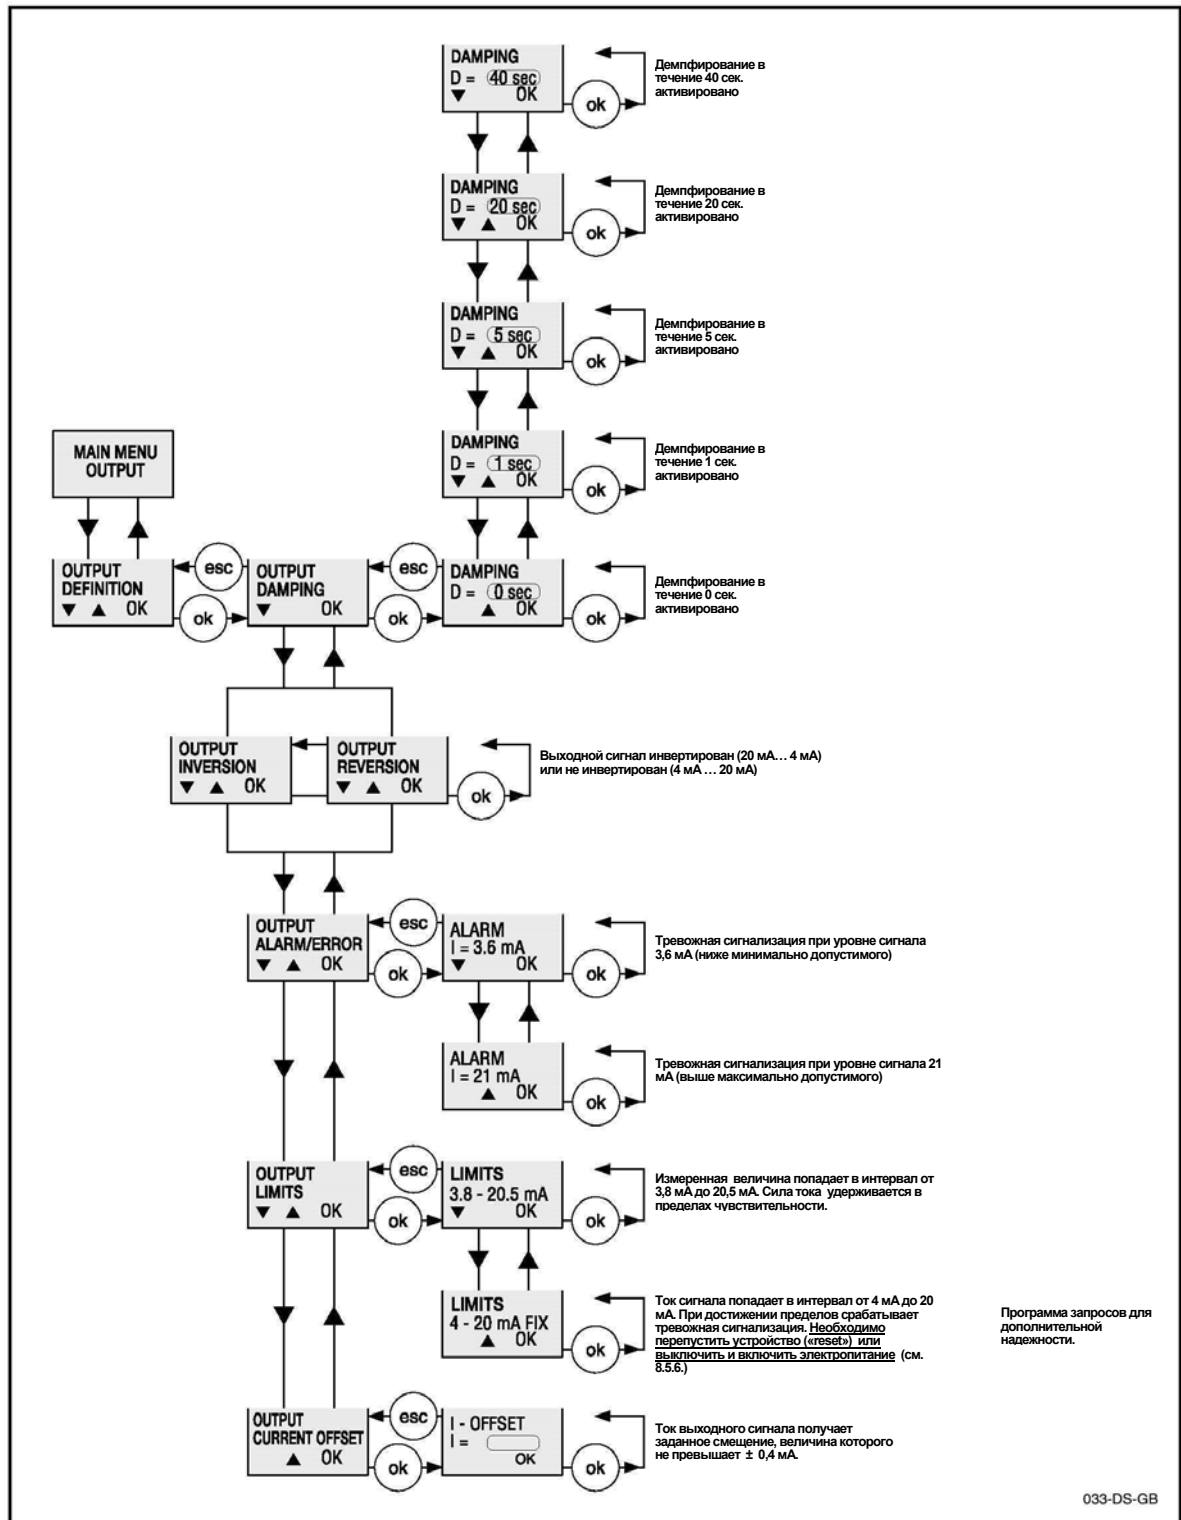 DAMPING
D = 40 sec
▼ OK
ok
Демпфирование в
течение 40 сек.
активировано
DAMPING
D = 20 sec
▼ ▲ OK
ok
Демпфирование в
течение 20 сек.
активировано
DAMPING
D = 5 sec
▼ ▲ OK
ok
Демпфирование в
течение 5 сек.
активировано
MAIN MENU
OUTPUT
DAMPING
D = 1 sec
▼ ▲ OK
ok
Демпфирование в
течение 1 сек.
активировано
OUTPUT
DEFINITION
▼ ▲ OK
esc
ok
OUTPUT
DAMPING
▼ OK
esc
ok
DAMPING
D = 0 sec
▲ OK
ok
Демпфирование в
течение 0 сек.
активировано
OUTPUT
INVERSION
▼ ▲ OK
OUTPUT
REVERSION
▼ ▲ OK
ok
Выходной сигнал инвертирован (20 мА… 4 мА)
или не инвертирован (4 мА … 20 мА)
OUTPUT
ALARM/ERROR
▼ ▲ OK
esc
ok
ALARM
I = 3.6 mA
▼ OK
ok
Тревожная сигнализация при уровне сигнала
3,6 мА (ниже минимально допустимого)
ALARM
I = 21 mA
▲ OK
ok
Тревожная сигнализация при уровне сигнала 21
мА (выше максимально допустимого)
OUTPUT
LIMITS
▼ ▲ OK
esc
ok
LIMITS
3.8 - 20.5 mA
▼ OK
ok
Измеренная величина попадает в интервал от
3,8 мА до 20,5 мА. Сила тока удерживается в
пределах чувствительности.
LIMITS
4 - 20 mA FIX
▲ OK
ok
Ток сигнала попадает в интервал от 4 мА до 20
мА. При достижении пределов срабатывает
тревожная сигнализация. Необходимо
перепустить устройство («reset») или
выключить и включить электропитание (см.
8.5.6.)
Программа запросов для
дополнительной
надежности.
OUTPUT
CURRENT OFFSET
▲ OK
esc
ok
I - OFFSET
I =
OK
ok
Ток выходного сигнала получает
заданное смещение, величина которого
не превышает ± 0,4 мА.
033-DS-GB